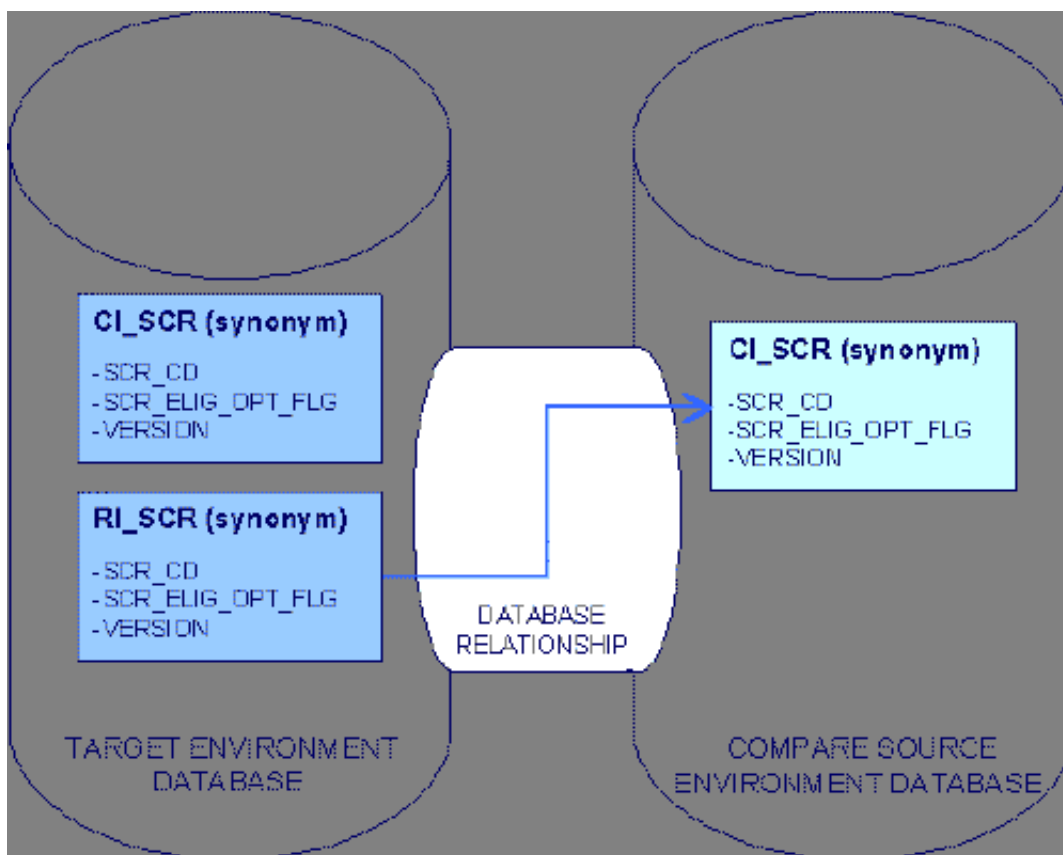 CI_SCR (synonym)
-SCR_CD
-SCR_ELIG_OPT_FLG
-VERSION
RI_SCR (synonym)
-SCR_CD
-SCR_ELIG_OPT_FLG
-VERSION
TARGET ENVIRONMENT
DATABASE
DATABASE
RELATIONSHIP
CI_SCR (synonym)
-SCR_CD
-SCR_ELIG_OPT_FLG
-VERSION
COMPARE SOURCE
ENVIRONMENT DATABASE